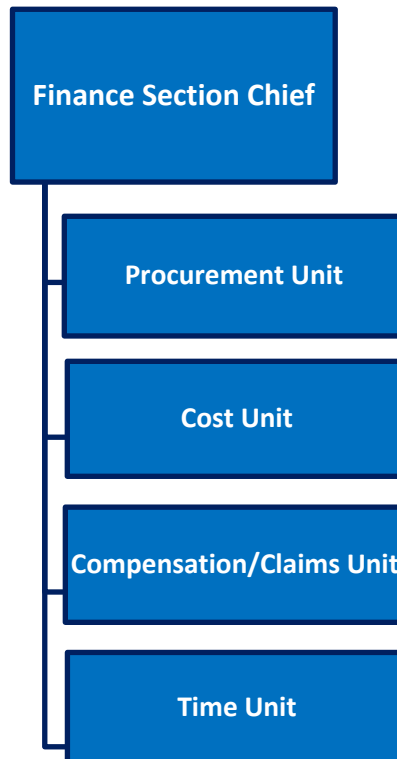 Finance Section Chief
Procurement Unit
Cost Unit
Compensation/Claims Unit
Time Unit